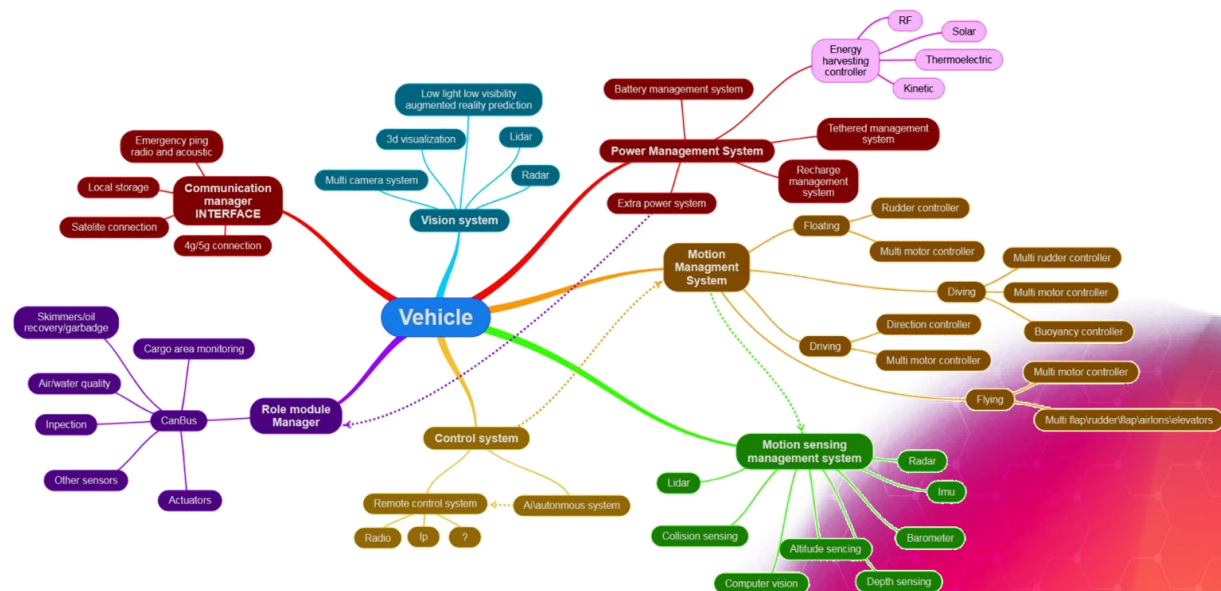 RF
Solar
Energy
harvesting
controller
Thermoelectric
Kinetic
Low light low visibility
augmented reality prediction
Battery management system
3d visualization
Lidar
Tethered management
system
Emergency ping
radio and acoustic
Power Management System
Multi camera system
Radar
Recharge
management
system
Local storage
Communication
manager
INTERFACE
Extra power system
Satelite connection
Vision system
4g/5g connection
Rudder controller
Floating
Multi motor controller
Motion
Managment
System
Multi rudder controller
Diving
Multi motor controller
Buoyancy controller
Vehicle
Skimmers/oil
recovery/garbadge
Direction controller
Driving
Multi motor controller
Cargo area monitoring
Air/water quality
Multi motor controller
Flying
Multi flap\rudder\flap\airlons\elevators
Inspection
CanBus
Role module
Manager
Control system
Motion sensing
management system
Radar
Other sensors
Actuators
Lidar
Imu
Remote control system
Ai\autonmous system
Radio
Ip
?
Collision sensing
Altitude sencing
Barometer
Computer vision
Depth sensing